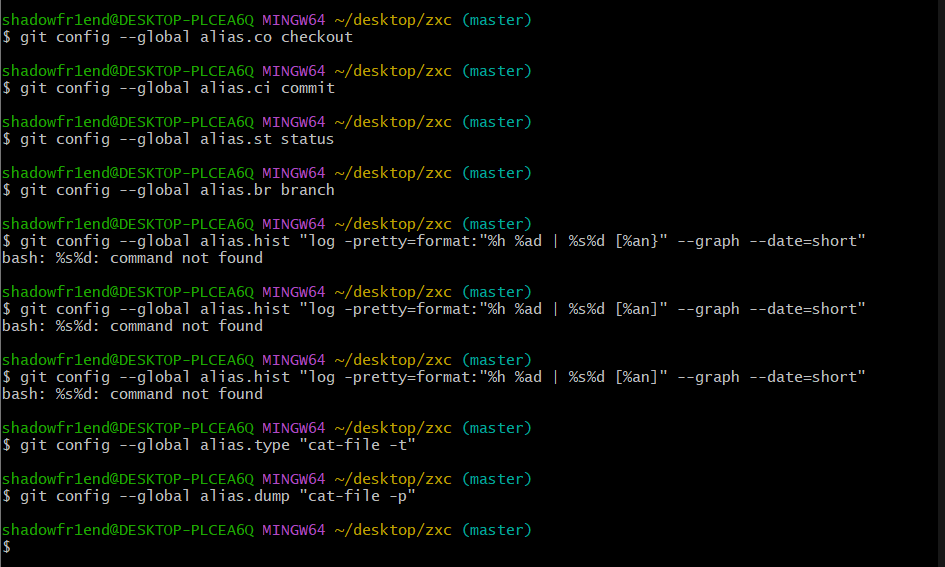 shadowfr1end@DESKTOP-PLCEA6Q MINGW64 ~/desktop/zxc (master)
$ git config --global alias.co checkout
shadowfr1end@DESKTOP-PLCEA6Q MINGW64 ~/desktop/zxc (master)
$ git config --global alias.ci commit
shadowfr1end@DESKTOP-PLCEA6Q MINGW64 ~/desktop/zxc (master)
$ git config --global alias.st status
shadowfr1end@DESKTOP-PLCEA6Q MINGW64 ~/desktop/zxc (master)
$ git config --global alias.br branch
shadowfr1end@DESKTOP-PLCEA6Q MINGW64 ~/desktop/zxc (master)
$ git config --global alias.hist "log -pretty=format:"%h %ad | %s%d [%an}" --graph --date=short"
bash: %s%d: command not found
shadowfr1end@DESKTOP-PLCEA6Q MINGW64 ~/desktop/zxc (master)
$ git config --global alias.hist "log -pretty=format:"%h %ad | %s%d [%an]" --graph --date=short"
bash: %s%d: command not found
shadowfr1end@DESKTOP-PLCEA6Q MINGW64 ~/desktop/zxc (master)
$ git config --global alias.hist "log -pretty=format:"%h %ad | %s%d [%an]" --graph --date=short"
bash: %s%d: command not found
shadowfr1end@DESKTOP-PLCEA6Q MINGW64 ~/desktop/zxc (master)
$ git config --global alias.type "cat-file -t"
shadowfr1end@DESKTOP-PLCEA6Q MINGW64 ~/desktop/zxc (master)
$ git config --global alias.dump "cat-file -p"
shadowfr1end@DESKTOP-PLCEA6Q MINGW64 ~/desktop/zxc (master)
$